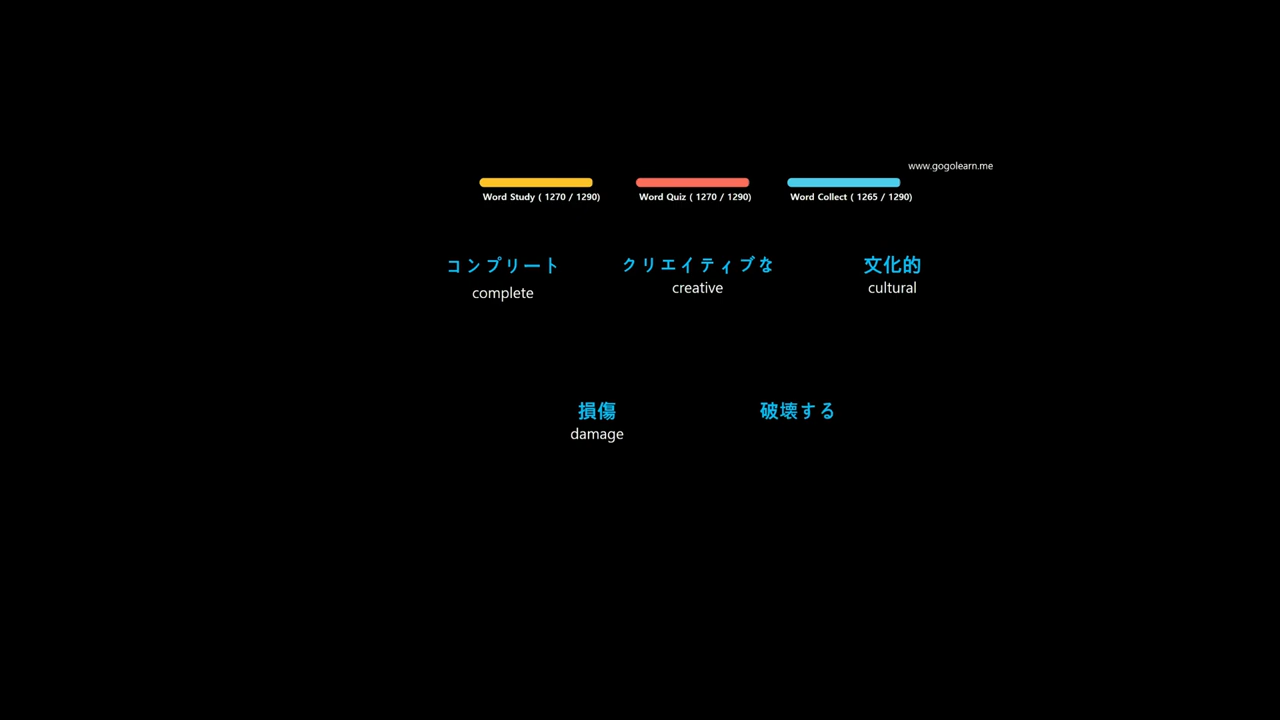 www.gogolearn.me
Word Study ( 1270 / 1290)
Word Quiz ( 1270 / 1290)
Word Collect ( 1265 / 1290)
コンプリート
complete
クリエイティブな
creative
文化的
cultural
損傷
damage
破壊する